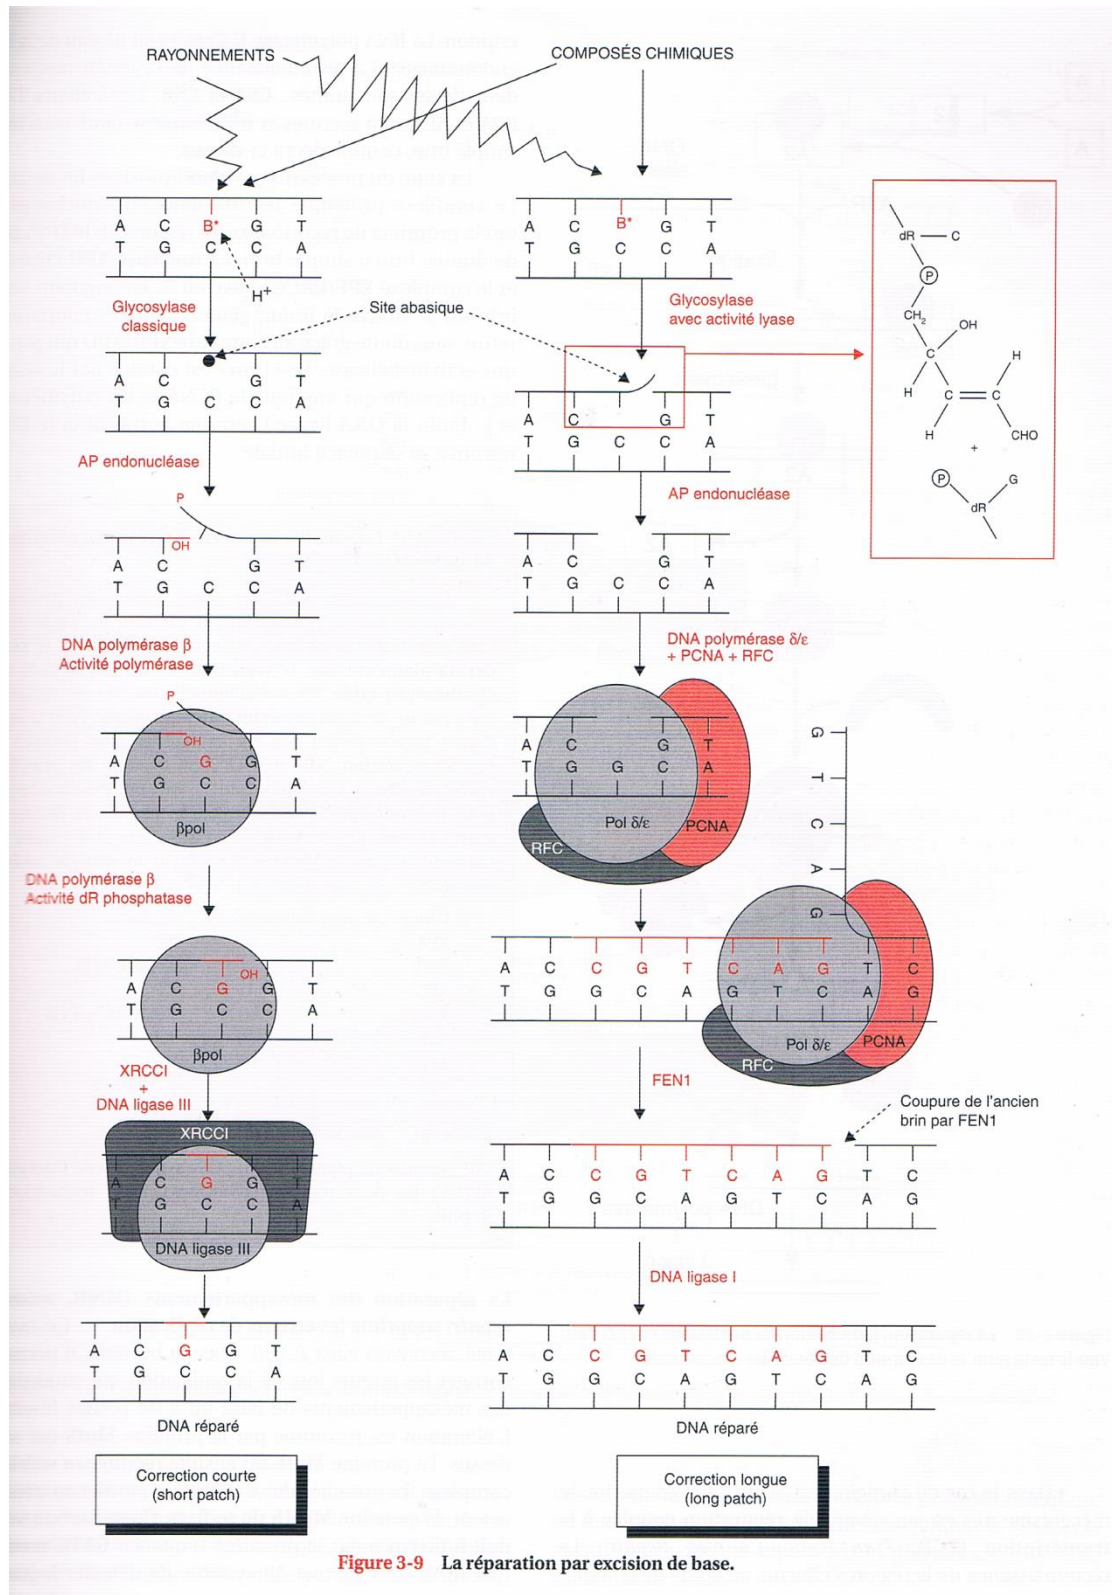 RAYONNEMENTS
COMPOSÉS CHIMIQUES
A C B* G T
T G C C A
H+
Glycosylase
classique
Site abasique
A C G T
T G C C A
AP endonucléase
P
OH
A C G T
T G C C A
DNA polymérase β
Activité polymérase
P
OH
A C G G T
T G C C A
βpol
DNA polymérase β
Activité dR phosphatase
OH
A C G G T
T G C C A
βpol
XRCCI
+
DNA ligase III
XRCCI
A C G G T
T G C C A
DNA ligase III
A C G G T
T G C C A
DNA réparé
Correction courte
(short patch)
A C B* G T
T G C C A
Glycosylase
avec activité lyase
A C G T
T G C C A
AP endonucléase
A C G T
T G C C A
DNA polymérase δ/ε
+ PCNA + RFC
A C G T
T G G C A
Pol δ/ε
PCNA
RFC
G
T
C
A
G
A C C G T C A G T C
T G G C A G T C A G
Pol δ/ε
PCNA
RFC
FEN1
Coupure de l'ancien
brin par FEN1
A C C G T C A G T C
T G G C A G T C A G
DNA ligase I
A C C G T C A G T C
T G G C A G T C A G
DNA réparé
Correction longue
(long patch)
dR C
P
CH2
OH
C H
H C C
H CHO
+
P G
dR
Figure 3-9 La réparation par excision de base.